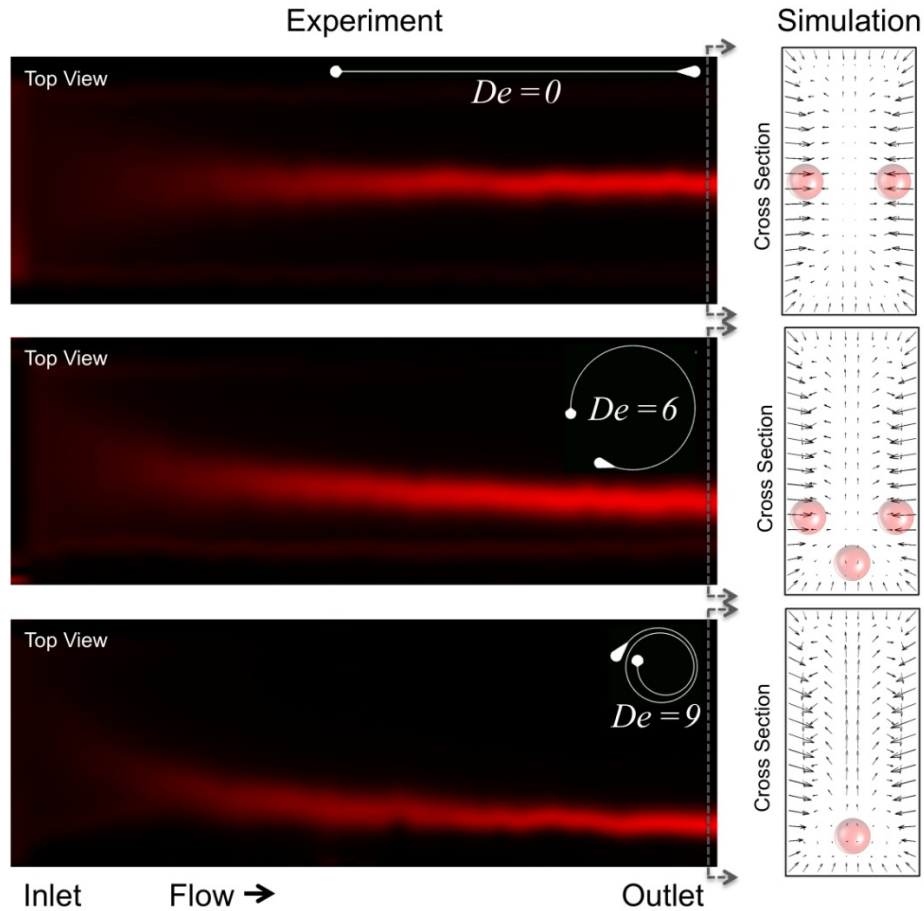 Experiment
Simulation
Top View
De = 0
Cross Section
Top View
De = 6
Cross Section
Top View
De = 9
Cross Section
Inlet
Flow
Outlet